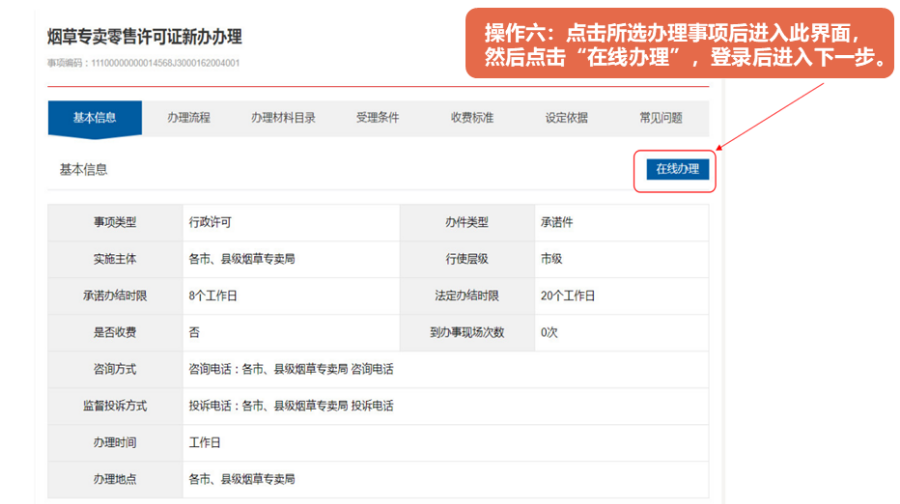 烟草专卖零售许可证新办办理
事项编码：11100000000014568J3000162004001
操作六：点击所选办理事项后进入此界面，
然后点击“在线办理”，登录后进入下一步。
基本信息 办理流程 办理材料目录 受理条件 收费标准 设定依据 常见问题
基本信息 在线办理
事项类型 行政许可 办件类型 承诺件
实施主体 各市、县级烟草专卖局 行使层级 市级
承诺办结时限 8个工作日 法定办结时限 20个工作日
是否收费 否 到办事现场次数 0次
咨询方式 咨询电话：各市、县级烟草专卖局 咨询电话
监督投诉方式 投诉电话：各市、县级烟草专卖局 投诉电话
办理时间 工作日
办理地点 各市、县级烟草专卖局